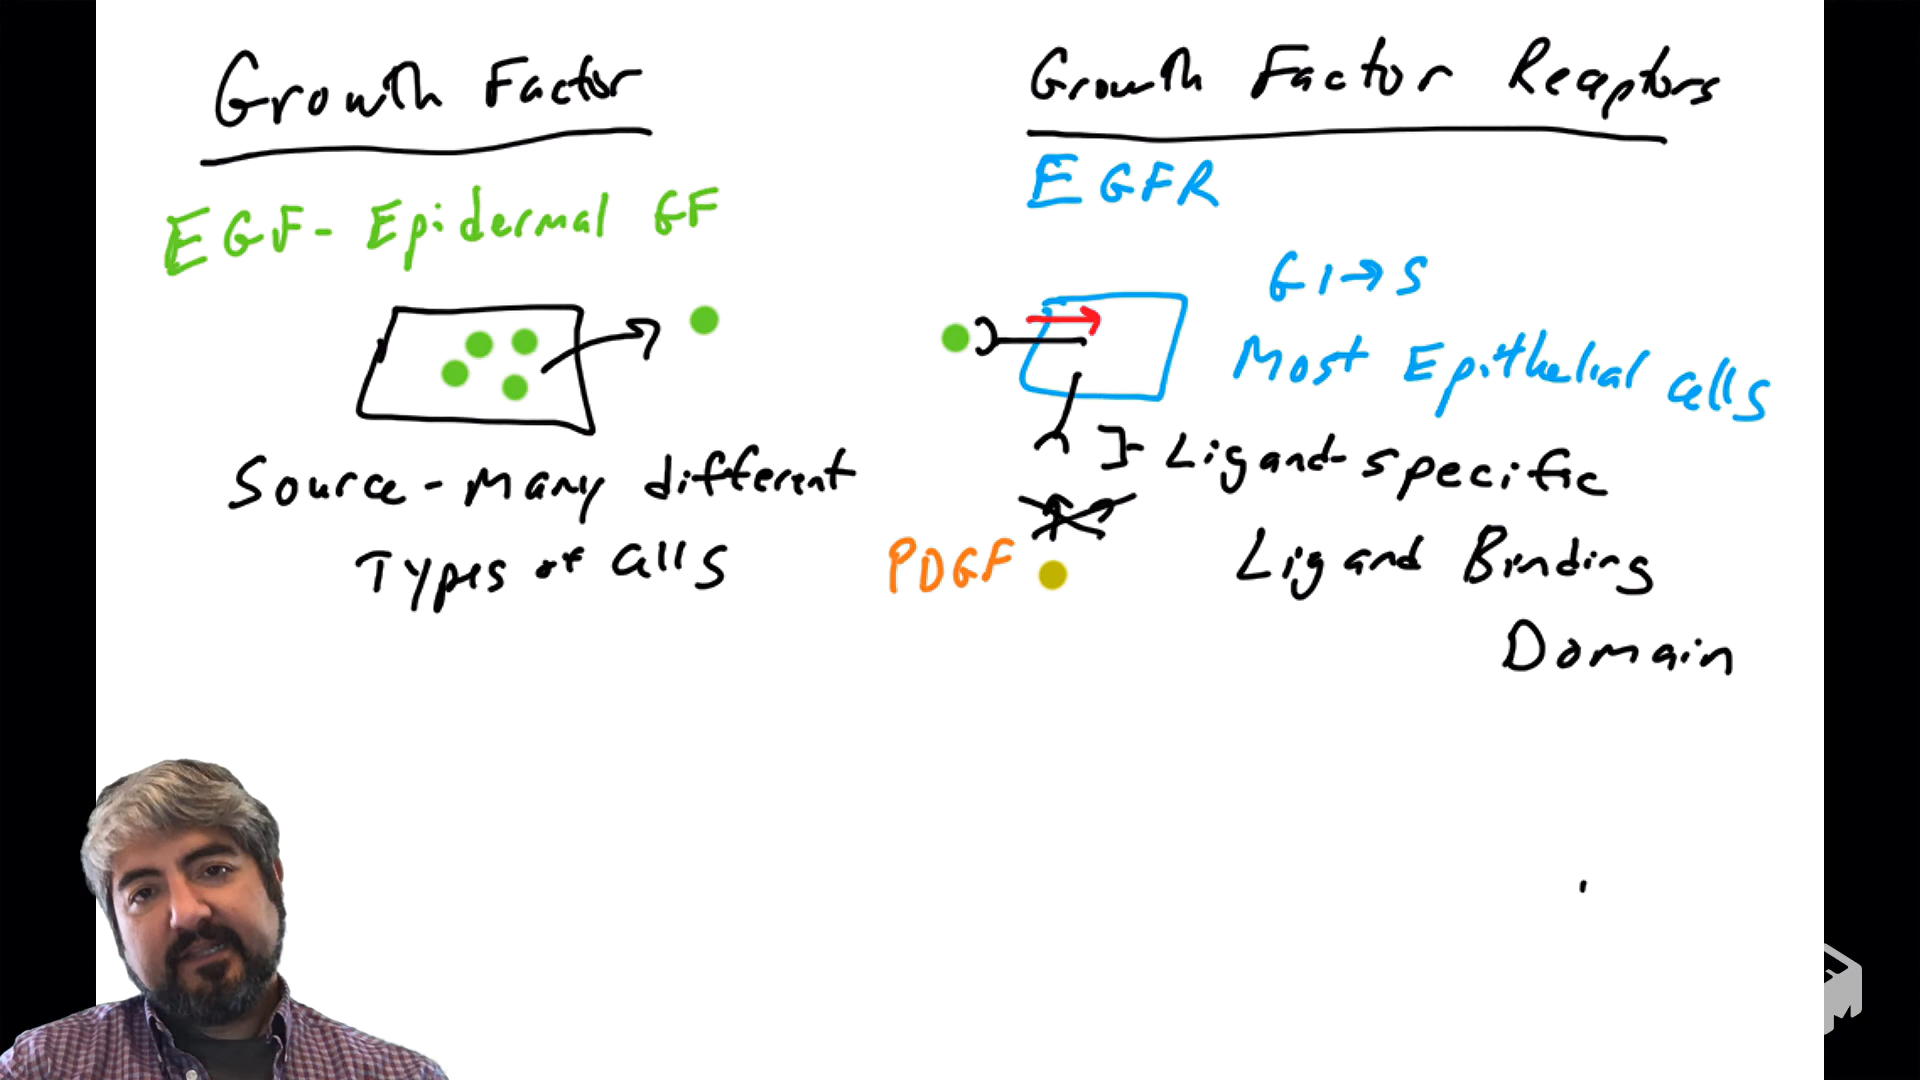 Growth Factor
EGF - Epidermal GF
Source - Many different
Types of cells
Growth Factor Receptors
EGFR
G1 → S
Most Epithelial cells
Ligand-specific
Ligand Binding
Domain
PDGF